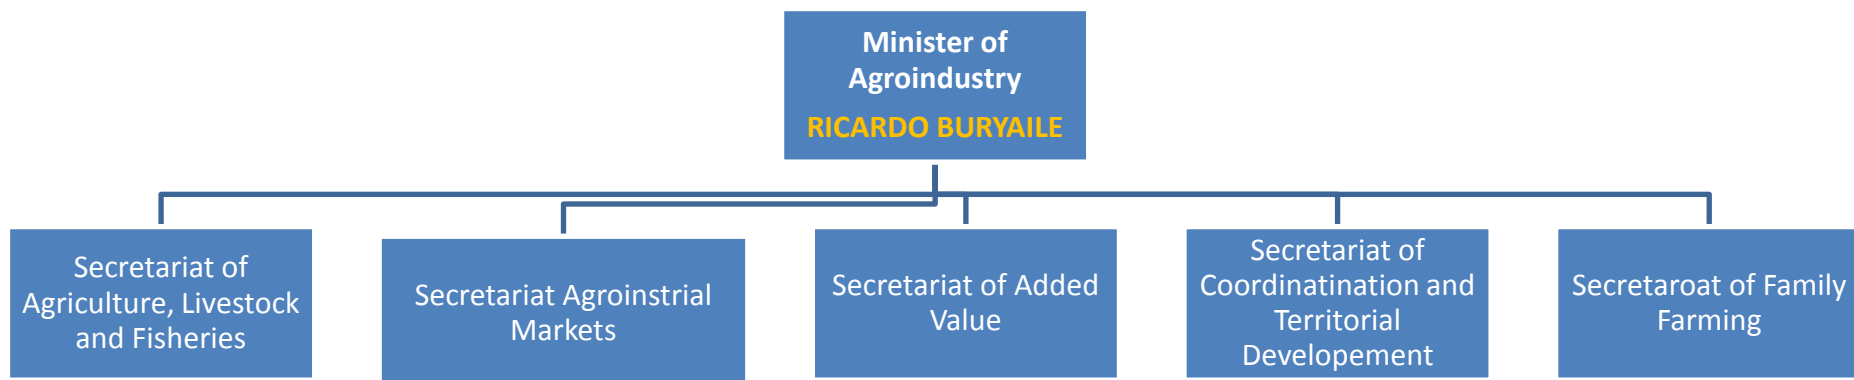 Minister of
Agroindustry
RICARDO BURYAILE
Secretariat of
Agriculture, Livestock
and Fisheries
Secretariat Agroinstrial
Markets
Secretariat of Added
Value
Secretariat of
Coordinatination and
Territorial
Developement
Secretaroat of Family
Farming